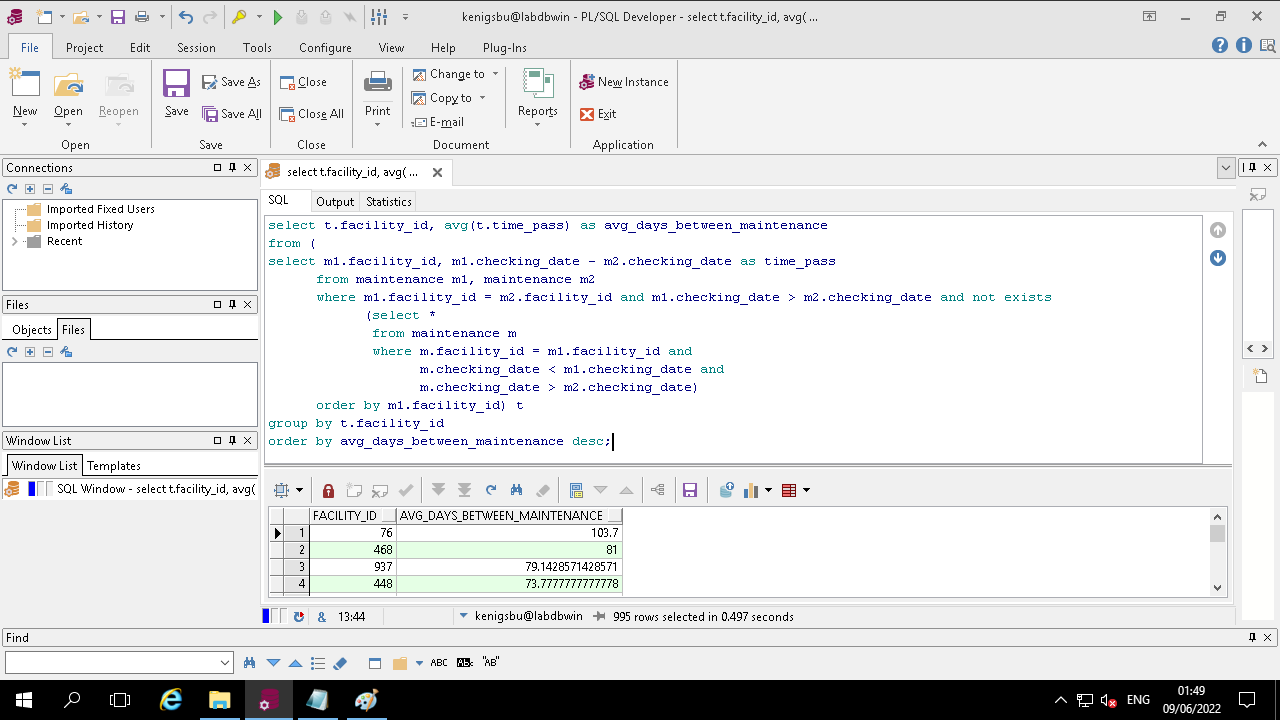 kenigsbu@labdbwin - PL/SQL Developer - select t.facility_id, avg( ...
File Project Edit Session Tools Configure View Help Plug-Ins
New Open Reopen Save Save As Save All Close Close All Print Change to Copy to E-mail Reports New Instance Exit
Open Save Close Document Application
Connections
Imported Fixed Users
Imported History
Recent
Files
Objects Files
Window List
Window List Templates
SQL Window - select t.facility_id, avg(
select t.facility_id, avg( ...
SQL Output Statistics
select t.facility_id, avg(t.time_pass) as avg_days_between_maintenance
from (
select m1.facility_id, m1.checking_date - m2.checking_date as time_pass
from maintenance m1, maintenance m2
where m1.facility_id = m2.facility_id and m1.checking_date > m2.checking_date and not exists
(select *
from maintenance m
where m.facility_id = m1.facility_id and
m.checking_date < m1.checking_date and
m.checking_date > m2.checking_date)
order by m1.facility_id) t
group by t.facility_id
order by avg_days_between_maintenance desc;
FACILITY_ID AVG_DAYS_BETWEEN_MAINTENANCE
1 76 103.7
2 468 81
3 937 79.1428571428571
4 448 73.7777777777778
& 13:44 kenigsbu@labdbwin 995 rows selected in 0.497 seconds
Find
ABC AB "AB"
ENG 01:49
09/06/2022